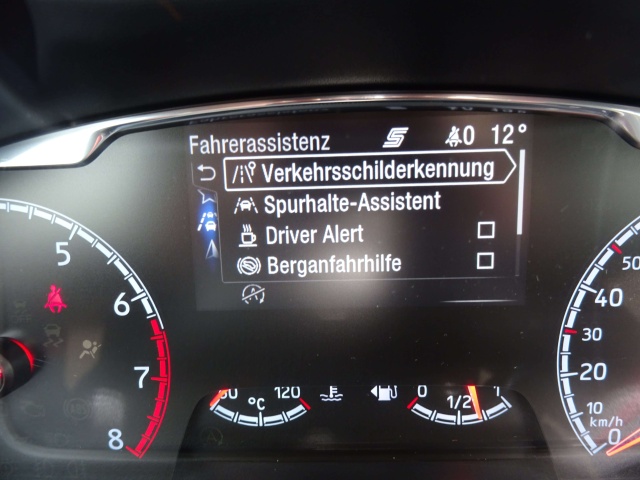 Fahrerassistenz S 0 12°
Verkehrsschilderkennung
Spurhalte-Assistent
Driver Alert
Berganfahrhilfe
A
5
6
7
8
60 120
°C
0 1/2 1
50
40
30
20
10
km/h
0